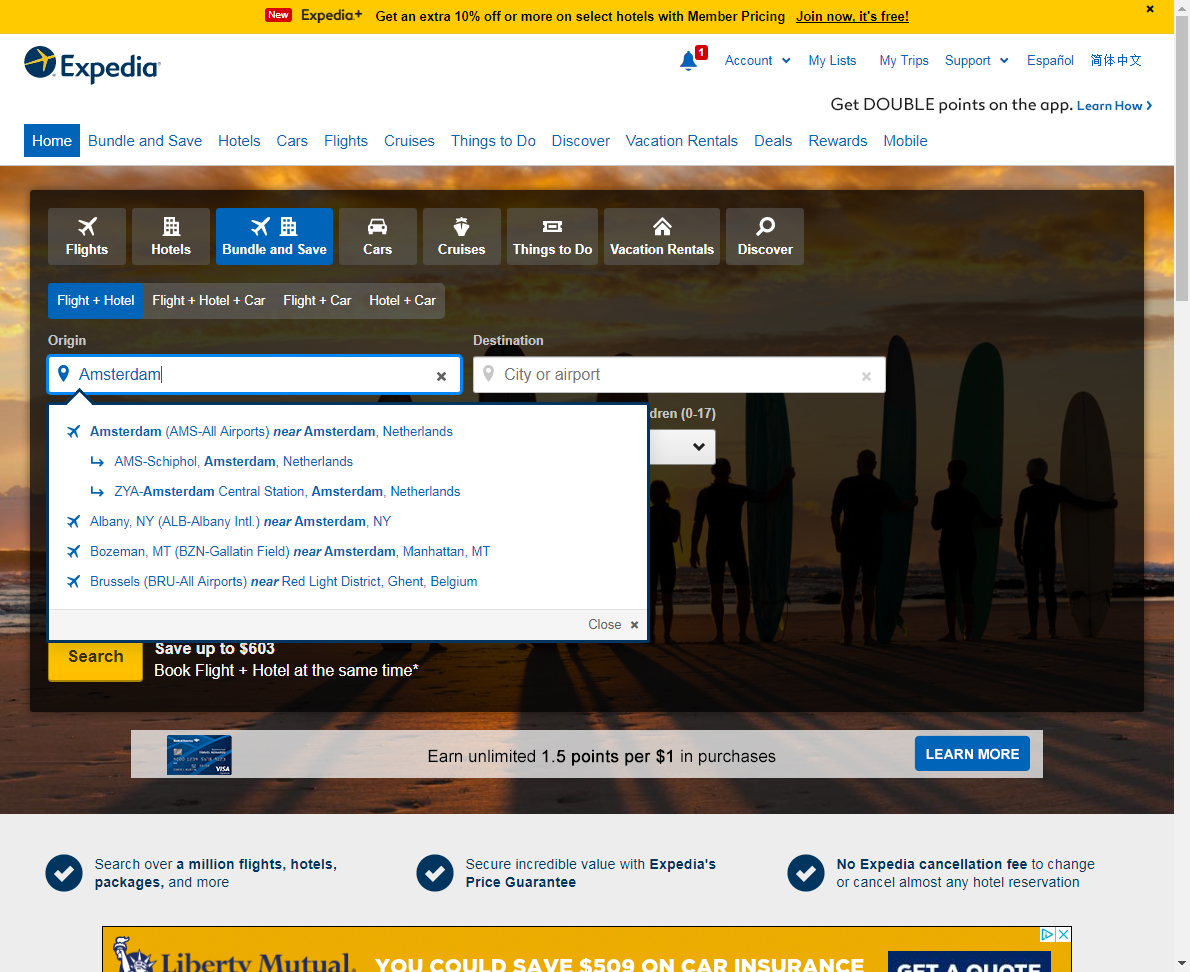 New Expedia+ Get an extra 10% off or more on select hotels with Member Pricing Join now, it's free!
Expedia
1
Account My Lists My Trips Support Español 简体中文
Get DOUBLE points on the app. Learn How
Home Bundle and Save Hotels Cars Flights Cruises Things to Do Discover Vacation Rentals Deals Rewards Mobile
Flights Hotels Bundle and Save Cars Cruises Things to Do Vacation Rentals Discover
Flight + Hotel Flight + Hotel + Car Flight + Car Hotel + Car
Origin Destination
Amsterdam City or airport
dren (0-17)
Amsterdam (AMS-All Airports) near Amsterdam, Netherlands
AMS-Schiphol, Amsterdam, Netherlands
ZYA-Amsterdam Central Station, Amsterdam, Netherlands
Albany, NY (ALB-Albany Intl.) near Amsterdam, NY
Bozeman, MT (BZN-Gallatin Field) near Amsterdam, Manhattan, MT
Brussels (BRU-All Airports) near Red Light District, Ghent, Belgium
Close
Search
Save up to $603
Book Flight + Hotel at the same time*
VISA
Earn unlimited 1.5 points per $1 in purchases
LEARN MORE
Search over a million flights, hotels,
packages, and more
Secure incredible value with Expedia's
Price Guarantee
No Expedia cancellation fee to change
or cancel almost any hotel reservation
Liberty Mutual. YOU COULD SAVE $509 ON CAR INSURANCE GET A QUOTE